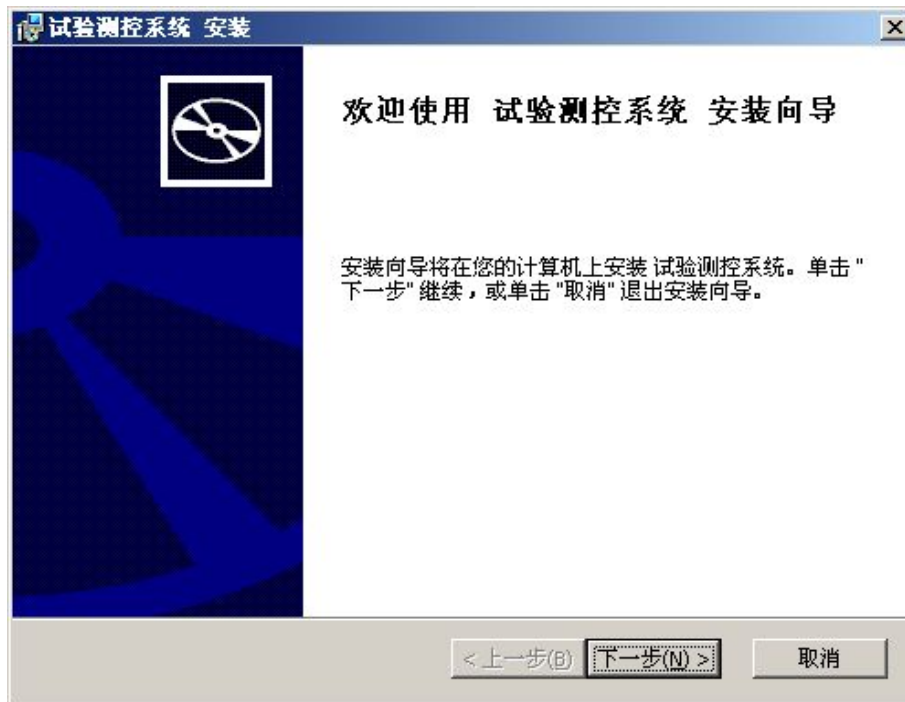 试验测控系统 安装
欢迎使用 试验测控系统 安装向导
安装向导将在您的计算机上安装 试验测控系统。单击 "
下一步" 继续，或单击 "取消" 退出安装向导。
< 上一步(B) 下一步(N) > 取消